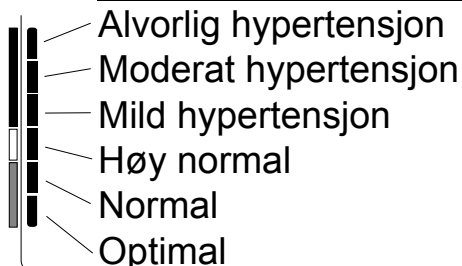 Alvorlig hypertensjon
Moderat hypertensjon
Mild hypertensjon
Høy normal
Normal
Optimal